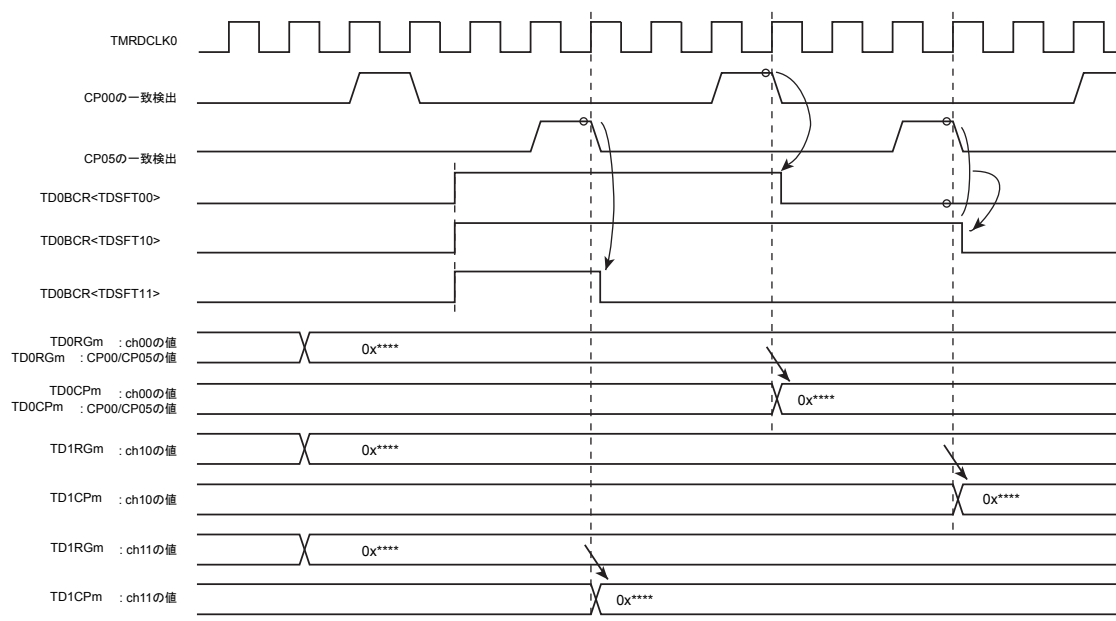 TMRDCLK0
CP00の一致検出
CP05の一致検出
TD0BCR<TDSFT00>
TD0BCR<TDSFT10>
TD0BCR<TDSFT11>
TD0RGm : ch00の値
TD0RGm : CP00/CP05の値
0x****
TD0CPm : ch00の値
TD0CPm : CP00/CP05の値
0x****
TD1RGm : ch10の値
0x****
TD1CPm : ch10の値
0x****
TD1RGm : ch11の値
0x****
TD1CPm : ch11の値
0x****